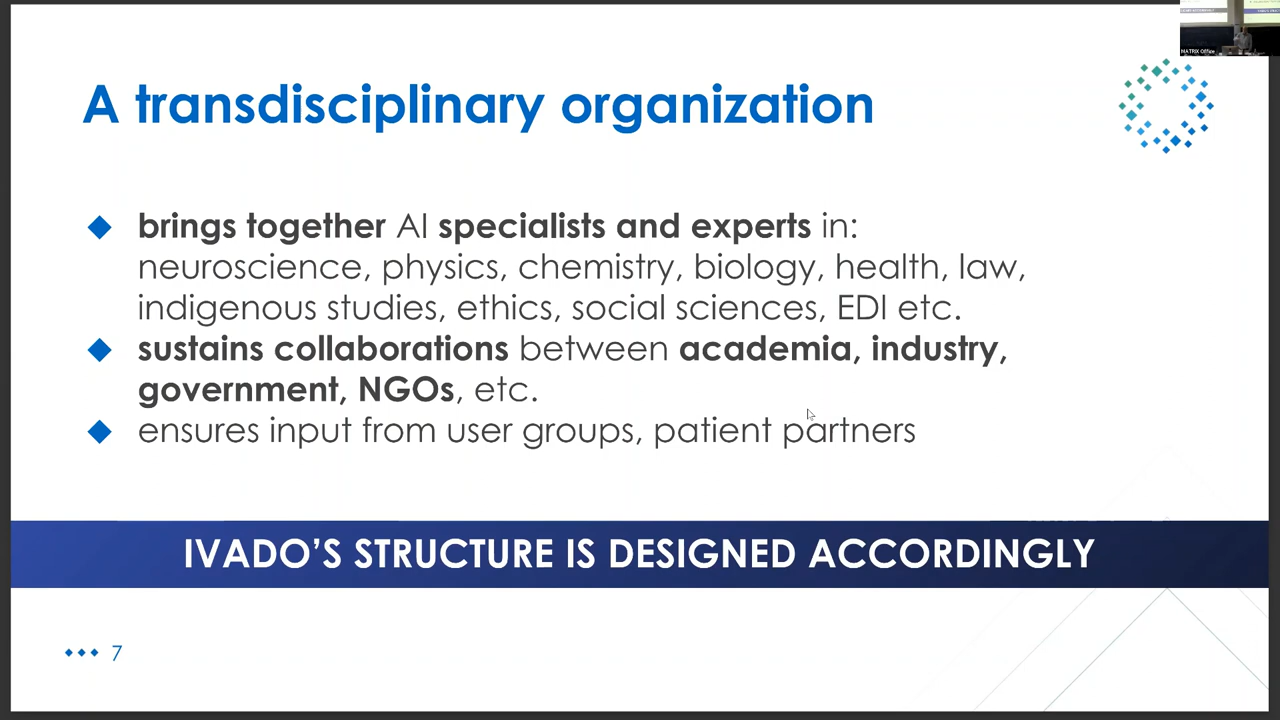 MATRIX Office
A transdisciplinary organization
brings together AI specialists and experts in:
neuroscience, physics, chemistry, biology, health, law,
indigenous studies, ethics, social sciences, EDI etc.
sustains collaborations between academia, industry,
government, NGOs, etc.
ensures input from user groups, patient partners
IVADO'S STRUCTURE IS DESIGNED ACCORDINGLY
7